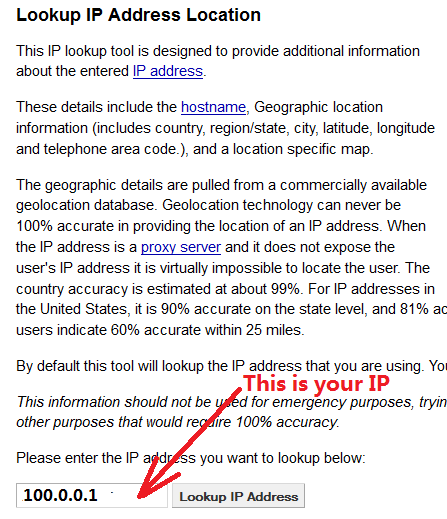 Lookup IP Address Location
This IP lookup tool is designed to provide additional information
about the entered IP address.
These details include the hostname, Geographic location
information (includes country, region/state, city, latitude, longitude
and telephone area code.), and a location specific map.
The geographic details are pulled from a commercially available
geolocation database. Geolocation technology can never be
100% accurate in providing the location of an IP address. When
the IP address is a proxy server and it does not expose the
user's IP address it is virtually impossible to locate the user. The
country accuracy is estimated at about 99%. For IP addresses in
the United States, it is 90% accurate on the state level, and 81% ac
users indicate 60% accurate within 25 miles.
By default this tool will lookup the IP address that you are using. You
This is your IP
This information should not be used for emergency purposes, tryin
other purposes that would require 100% accuracy.
Please enter the IP address you want to lookup below:
100.0.0.1 Lookup IP Address